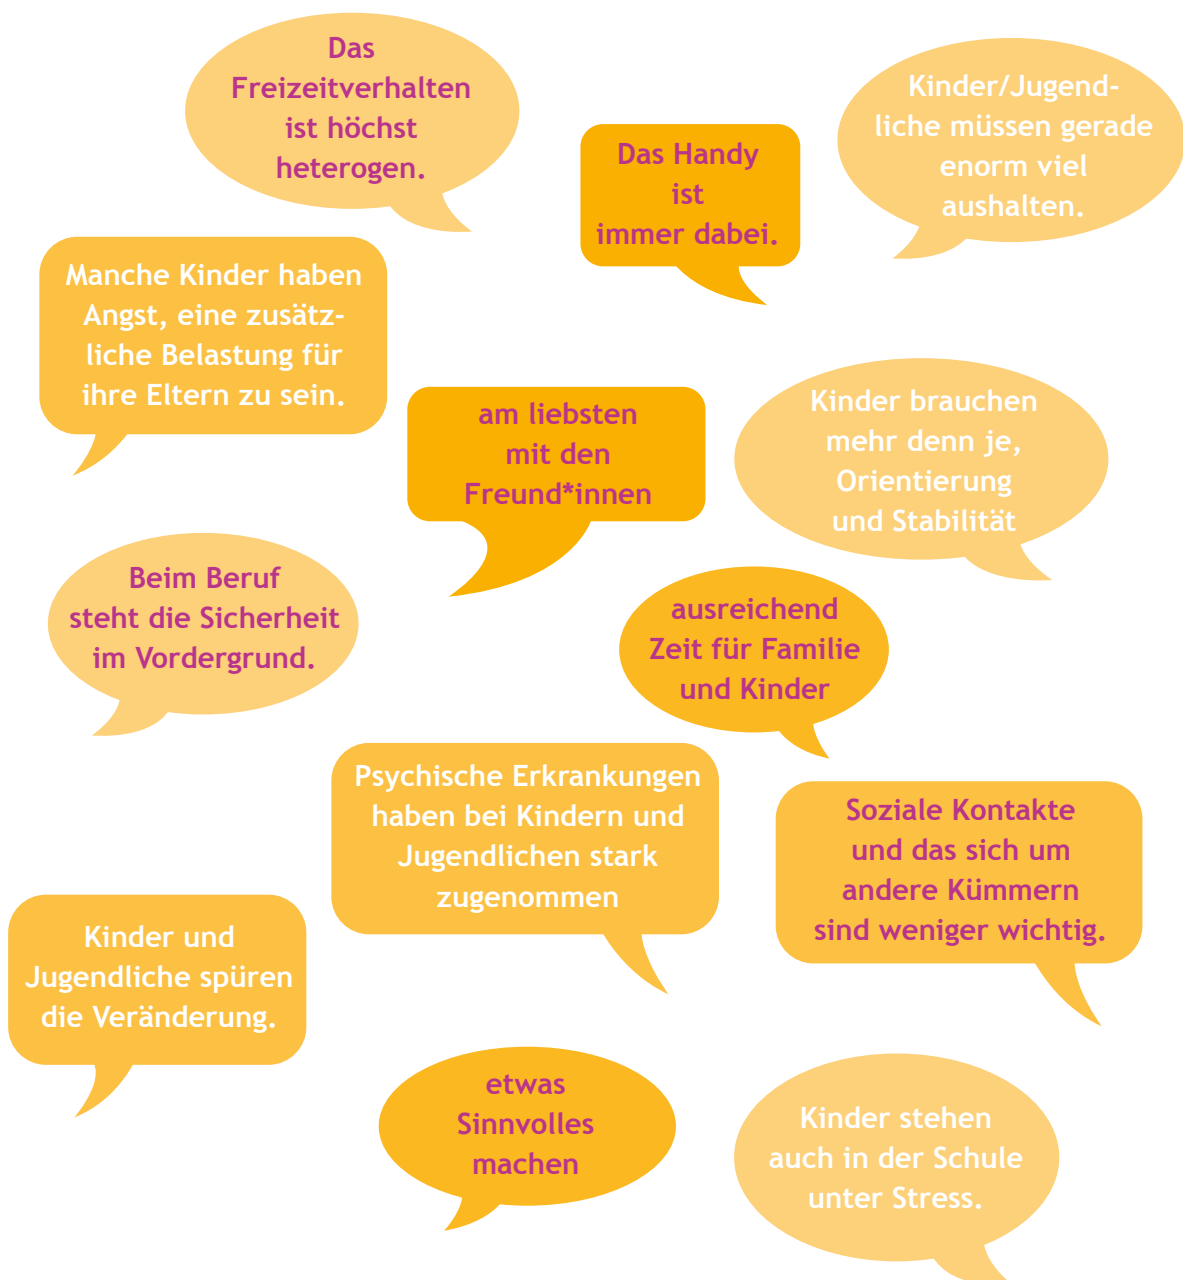 Das
Freizeitverhalten
ist höchst
heterogen.
Das Handy
ist
immer dabei.
Kinder/Jugend-
liche müssen gerade
enorm viel
aushalten.
Manche Kinder haben
Angst, eine zusätz-
liche Belastung für
ihre Eltern zu sein.
am liebsten
mit den
Freund*innen
Kinder brauchen
mehr denn je,
Orientierung
und Stabilität
Beim Beruf
steht die Sicherheit
im Vordergrund.
ausreichend
Zeit für Familie
und Kinder
Psychische Erkrankungen
haben bei Kindern und
Jugendlichen stark
zugenommen
Soziale Kontakte
und das sich um
andere Kümmern
sind weniger wichtig.
Kinder und
Jugendliche spüren
die Veränderung.
etwas
Sinnvolles
machen
Kinder stehen
auch in der Schule
unter Stress.